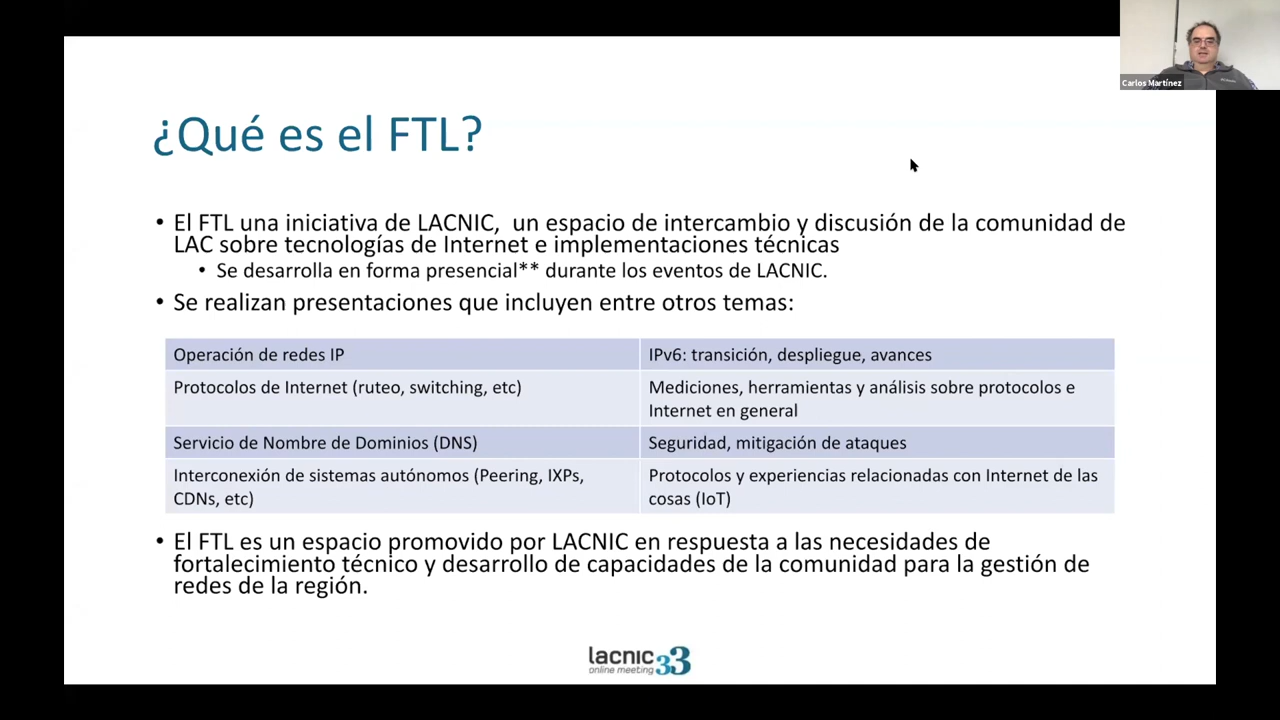 Carlos Martínez
¿Qué es el FTL?
• El FTL una iniciativa de LACNIC, un espacio de intercambio y discusión de la comunidad de
LAC sobre tecnologías de Internet e implementaciones técnicas
• Se desarrolla en forma presencial** durante los eventos de LACNIC.
• Se realizan presentaciones que incluyen entre otros temas:
Operación de redes IP
IPv6: transición, despliegue, avances
Protocolos de Internet (ruteo, switching, etc)
Mediciones, herramientas y análisis sobre protocolos e
Internet en general
Servicio de Nombre de Dominios (DNS)
Seguridad, mitigación de ataques
Interconexión de sistemas autónomos (Peering, IXPs,
CDNs, etc)
Protocolos y experiencias relacionadas con Internet de las
cosas (IoT)
• El FTL es un espacio promovido por LACNIC en respuesta a las necesidades de
fortalecimiento técnico y desarrollo de capacidades de la comunidad para la gestión de
redes de la región.
lacnic 33
online meeting